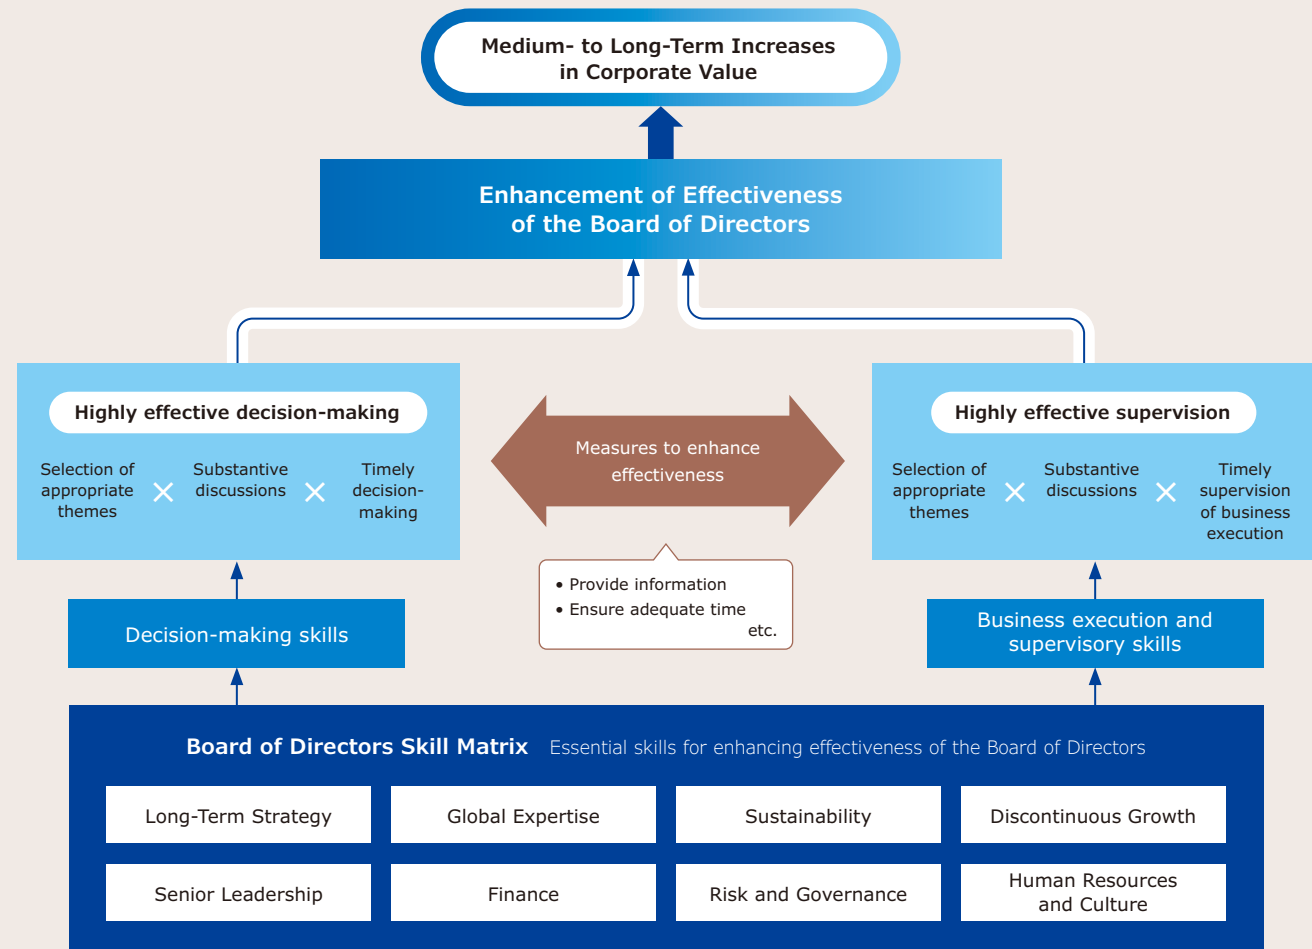 Medium- to Long-Term Increases
in Corporate Value
Enhancement of Effectiveness
of the Board of Directors
Highly effective decision-making
Selection of
appropriate
themes
×
Substantive
discussions
×
Timely
decision-
making
Measures to enhance
effectiveness
• Provide information
• Ensure adequate time
etc.
Highly effective supervision
Selection of
appropriate
themes
×
Substantive
discussions
×
Timely
supervision
of business
execution
Decision-making skills
Business execution and
supervisory skills
Board of Directors Skill Matrix Essential skills for enhancing effectiveness of the Board of Directors
Long-Term Strategy
Global Expertise
Sustainability
Discontinuous Growth
Senior Leadership
Finance
Risk and Governance
Human Resources
and Culture